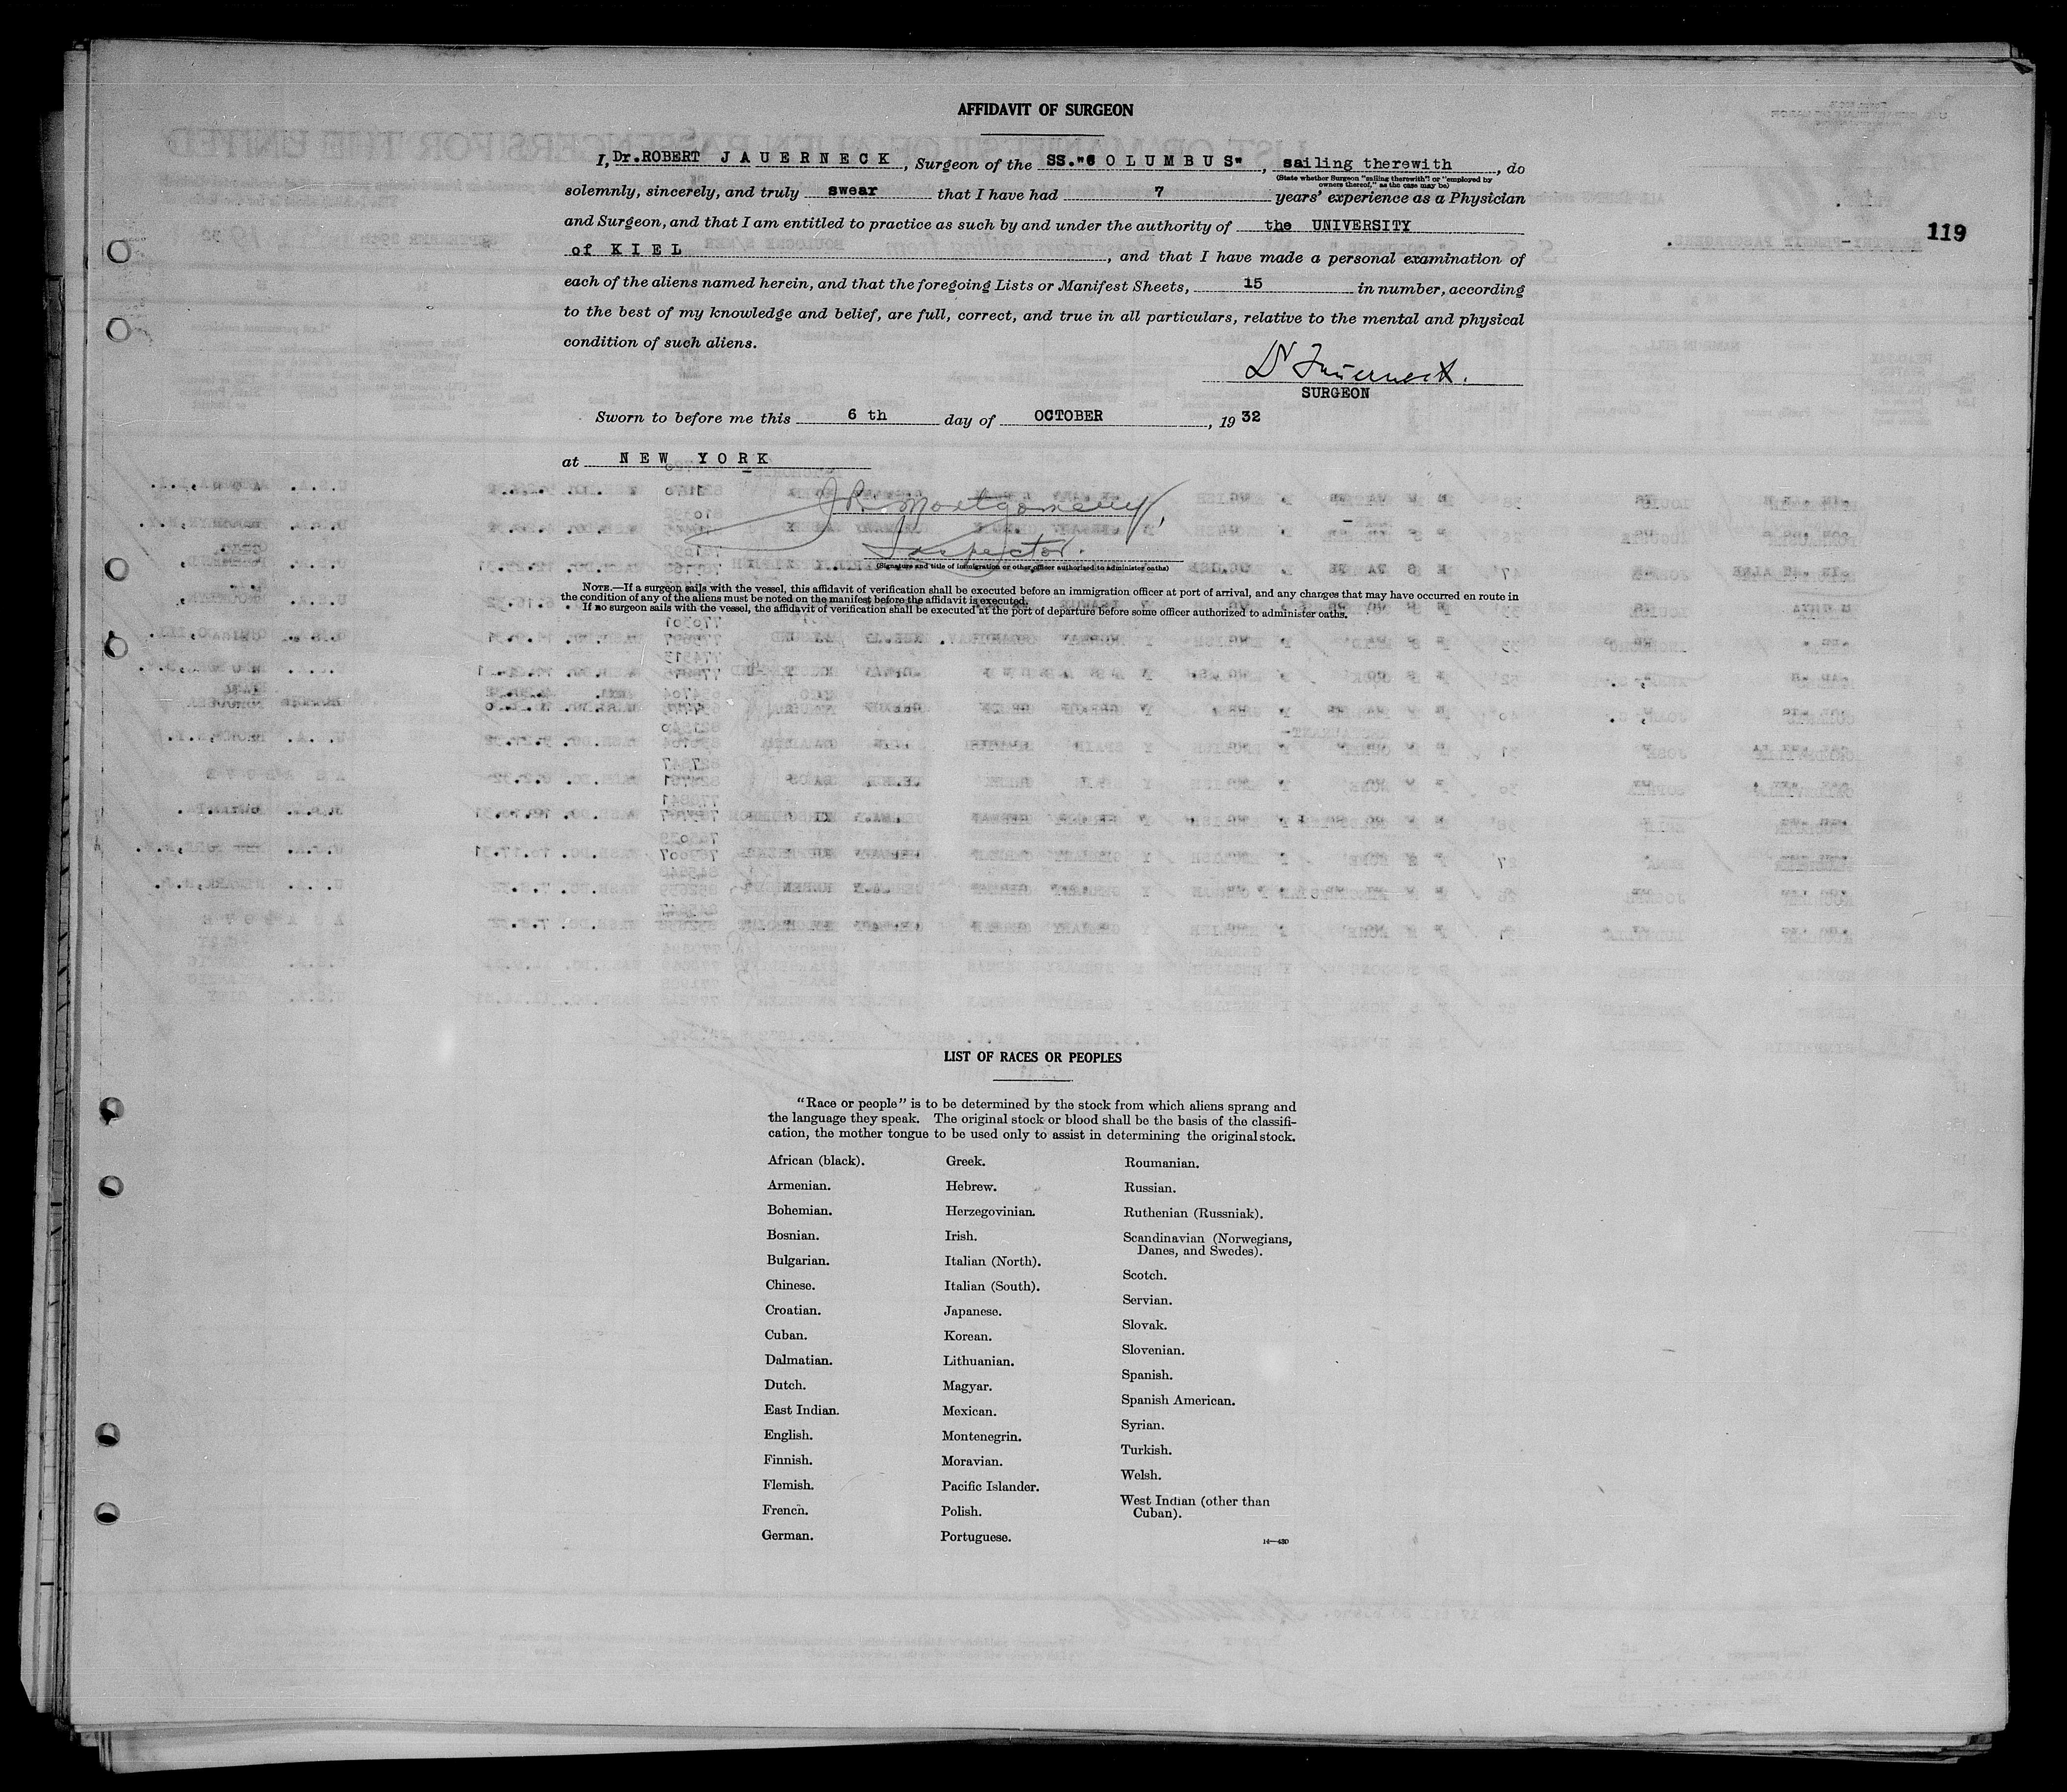 AFFIDAVIT OF SURGEON
119
I, Dr.ROBERT J A U E R N E C K, Surgeon of the SS."C O L U M B U S", sailing therewith, do
(State whether Surgeon "sailing therewith" or "employed by
owners thereof," as the case may be)
solemnly, sincerely, and truly swear that I have had 7 years' experience as a Physician
and Surgeon, and that I am entitled to practice as such by and under the authority of the UNIVERSITY
of K I E L, and that I have made a personal examination of
each of the aliens named herein, and that the foregoing Lists or Manifest Sheets, 15 in number, according
to the best of my knowledge and belief, are full, correct, and true in all particulars, relative to the mental and physical
condition of such aliens.
Dr Jauerneck.
SURGEON
Sworn to before me this 6 th day of OCTOBER, 19 32
at N E W Y O R K
Montgomery,
Inspector.
(Signature and title of immigration or other officer authorized to administer oaths)
NOTE.—If a surgeon sails with the vessel, this affidavit of verification shall be executed before an immigration officer at port of arrival, and any changes that may have occurred en route in
the condition of any of the aliens must be noted on the manifest before the affidavit is executed.
If no surgeon sails with the vessel, the affidavit of verification shall be executed at the port of departure before some officer authorized to administer oaths.
LIST OF RACES OR PEOPLES
"Race or people" is to be determined by the stock from which aliens sprang and
the language they speak. The original stock or blood shall be the basis of the classifi-
cation, the mother tongue to be used only to assist in determining the original stock.
African (black).
Armenian.
Bohemian.
Bosnian.
Bulgarian.
Chinese.
Croatian.
Cuban.
Dalmatian.
Dutch.
East Indian.
English.
Finnish.
Flemish.
French.
German.
Greek.
Hebrew.
Herzegovinian.
Irish.
Italian (North).
Italian (South).
Japanese.
Korean.
Lithuanian.
Magyar.
Mexican.
Montenegrin.
Moravian.
Pacific Islander.
Polish.
Portuguese.
Roumanian.
Russian.
Ruthenian (Russniak).
Scandinavian (Norwegians,
Danes, and Swedes).
Scotch.
Servian.
Slovak.
Slovenian.
Spanish.
Spanish American.
Syrian.
Turkish.
Welsh.
West Indian (other than
Cuban).
14—430